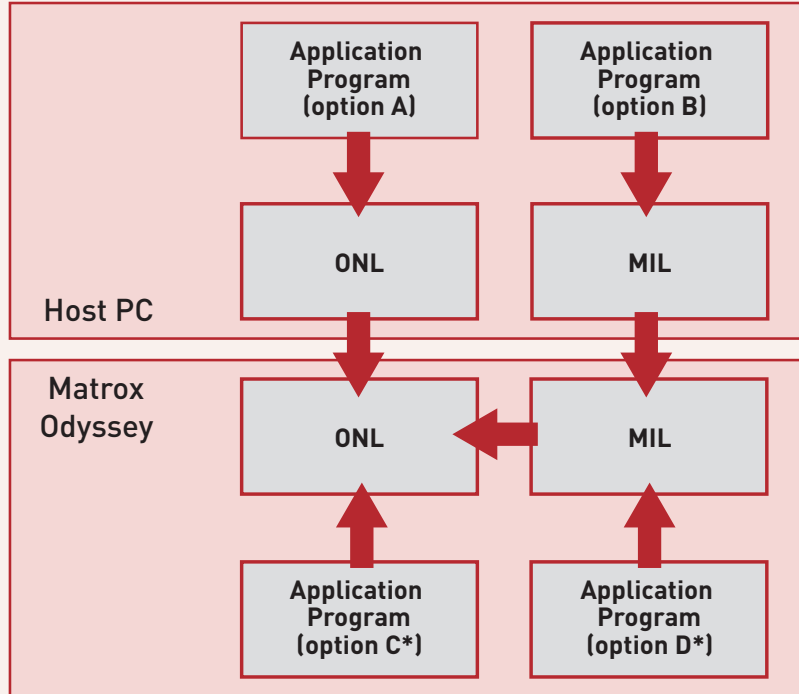 Application
Program
(option A)
Application
Program
(option B)
ONL
MIL
Host PC
Matrox
Odyssey
ONL
MIL
Application
Program
(option C*)
Application
Program
(option D*)